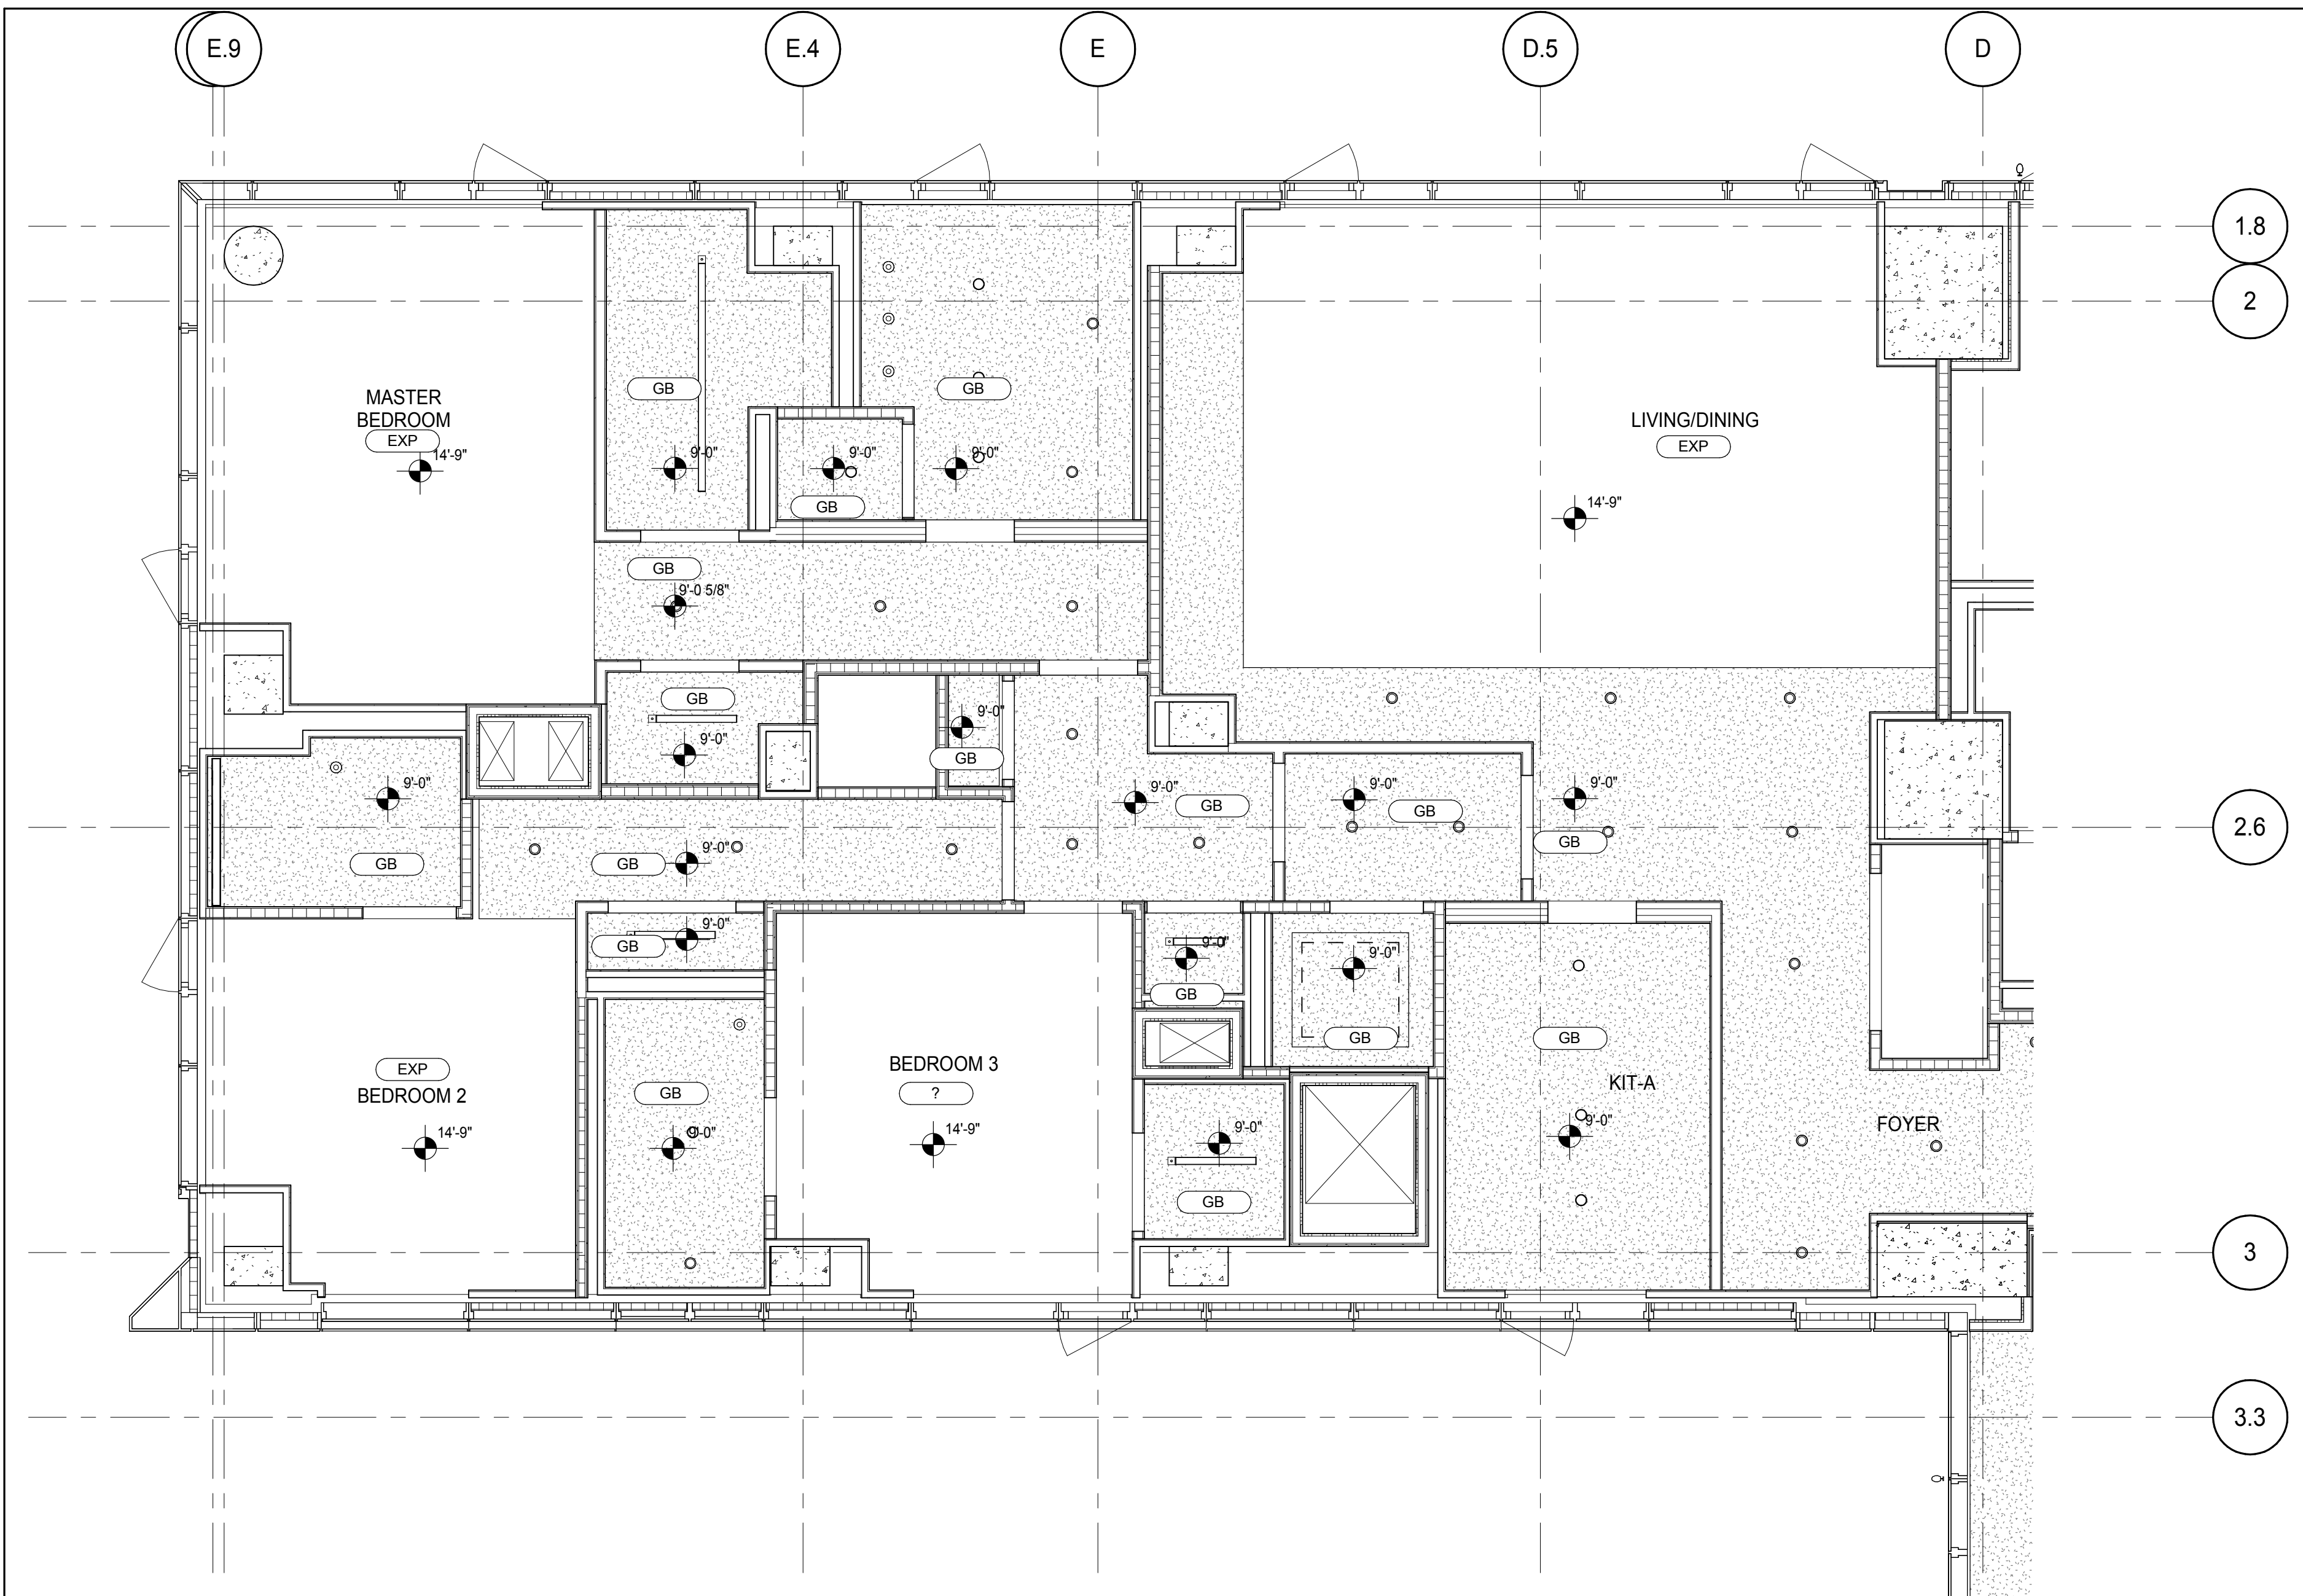 E.9
E.4
E
D.5
D
1.8
2
MASTER
BEDROOM
EXP
14'-9"
GB
9'-0"
GB
9'-0"
GB
9'-0"
LIVING/DINING
EXP
14'-9"
GB
9'-0 5/8"
GB
9'-0"
9'-0"
GB
9'-0"
GB
9'-0"
GB
9'-0"
GB
9'-0"
GB
2.6
GB
9'-0"
GB
9'-0"
9'-0"
GB
9'-0"
GB
EXP
BEDROOM 2
14'-9"
GB
9'-0"
BEDROOM 3
?
14'-9"
9'-0"
GB
GB
KIT-A
9'-0"
FOYER
3
3.3